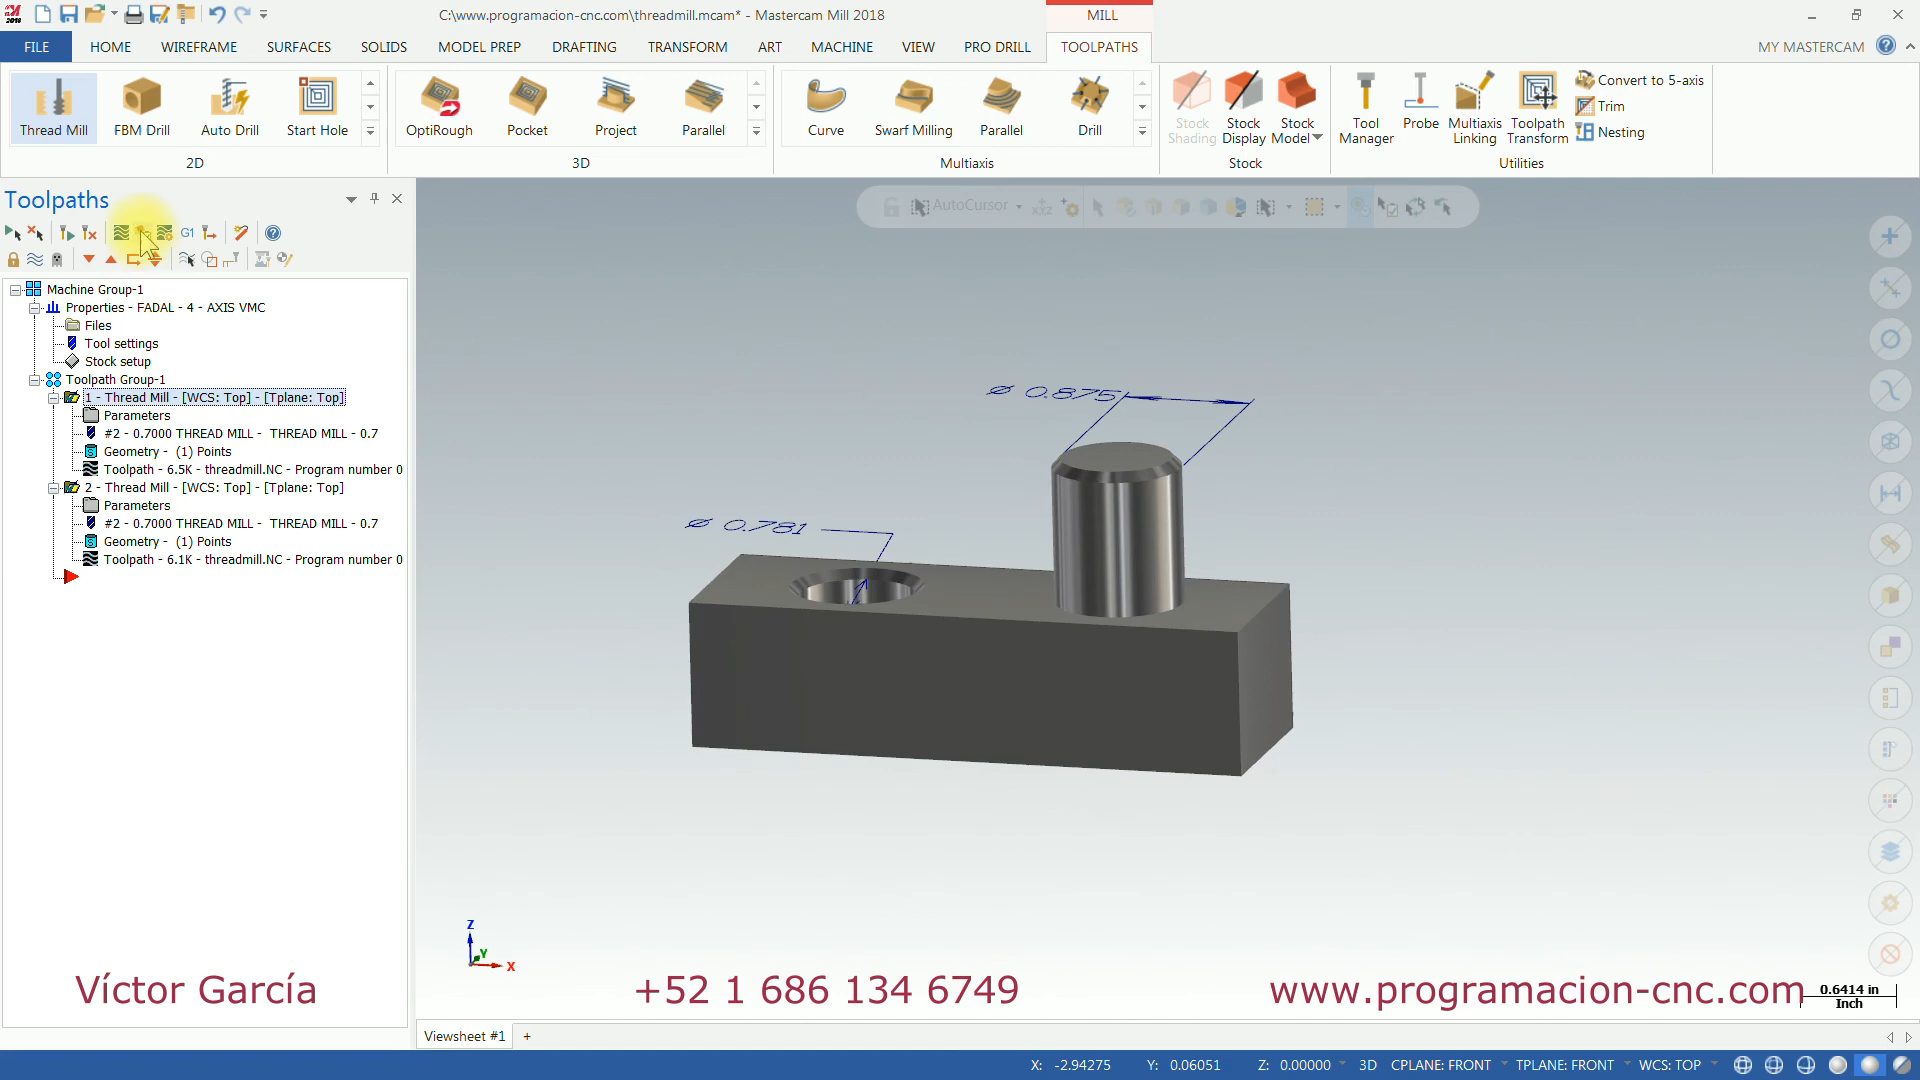 C:\www.programacion-cnc.com\threadmill.mcam* - Mastercam Mill 2018
MILL
FILE HOME WIREFRAME SURFACES SOLIDS MODEL PREP DRAFTING TRANSFORM ART MACHINE VIEW PRO DRILL TOOLPATHS MY MASTERCAM
Thread Mill FBM Drill Auto Drill Start Hole OptiRough Pocket Project Parallel Curve Swarf Milling Parallel Drill
Stock Shading Stock Display Stock Model Tool Manager Probe Multiaxis Linking Toolpath Transform
Convert to 5-axis
Trim
Nesting
2D 3D Multiaxis Stock Utilities
Toolpaths
AutoCursor
G1
Machine Group-1
Properties - FADAL - 4 - AXIS VMC
Files
Tool settings
Stock setup
Toolpath Group-1
1 - Thread Mill - [WCS: Top] - [Tplane: Top]
Parameters
#2 - 0.7000 THREAD MILL - THREAD MILL - 0.7
Geometry - (1) Points
Toolpath - 6.5K - threadmill.NC - Program number 0
2 - Thread Mill - [WCS: Top] - [Tplane: Top]
Parameters
#2 - 0.7000 THREAD MILL - THREAD MILL - 0.7
Geometry - (1) Points
Toolpath - 6.1K - threadmill.NC - Program number 0
Ø 0.875
Ø 0.781
Z
Y
X
Víctor García +52 1 686 134 6749 www.programacion-cnc.com
0.6414 in
Inch
Viewsheet #1 +
X: -2.94275 Y: 0.06051 Z: 0.00000 3D CPLANE: FRONT TPLANE: FRONT WCS: TOP